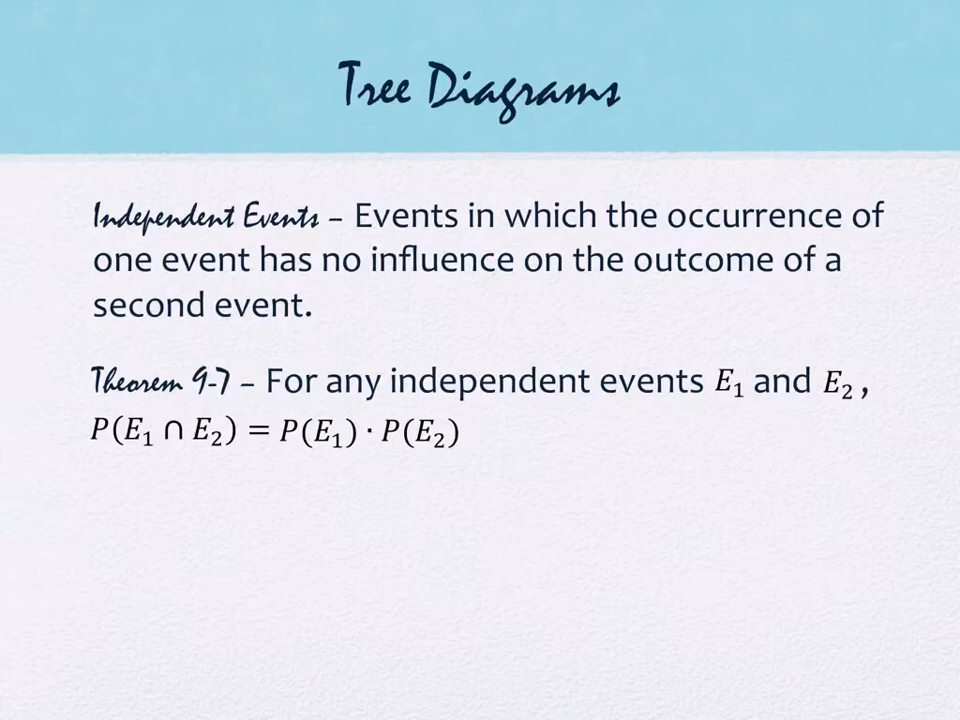 Tree Diagrams
Independent Events – Events in which the occurrence of
one event has no influence on the outcome of a
second event.
Theorem 9-7 – For any independent events E₁ and E₂ ,
P(E₁ ∩ E₂) = P(E₁) · P(E₂)